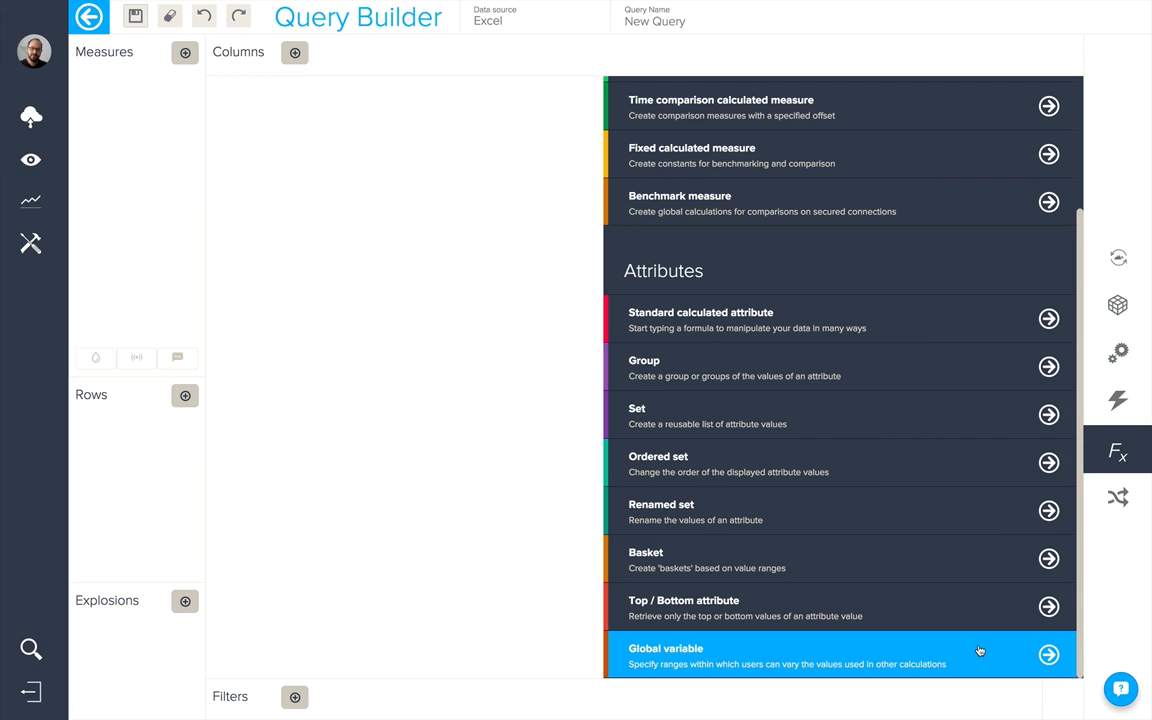 Query Builder
Data source
Excel
Query Name
New Query
Measures
Columns
Time comparison calculated measure
Create comparison measures with a specified offset
Fixed calculated measure
Create constants for benchmarking and comparison
Benchmark measure
Create global calculations for comparisons on secured connections
Attributes
Standard calculated attribute
Start typing a formula to manipulate your data in many ways
Group
Create a group or groups of the values of an attribute
Set
Create a reusable list of attribute values
Ordered set
Change the order of the displayed attribute values
Renamed set
Rename the values of an attribute
Basket
Create 'baskets' based on value ranges
Top / Bottom attribute
Retrieve only the top or bottom values of an attribute value
Global variable
Specify ranges within which users can vary the values used in other calculations
Rows
Explosions
Filters
Fx